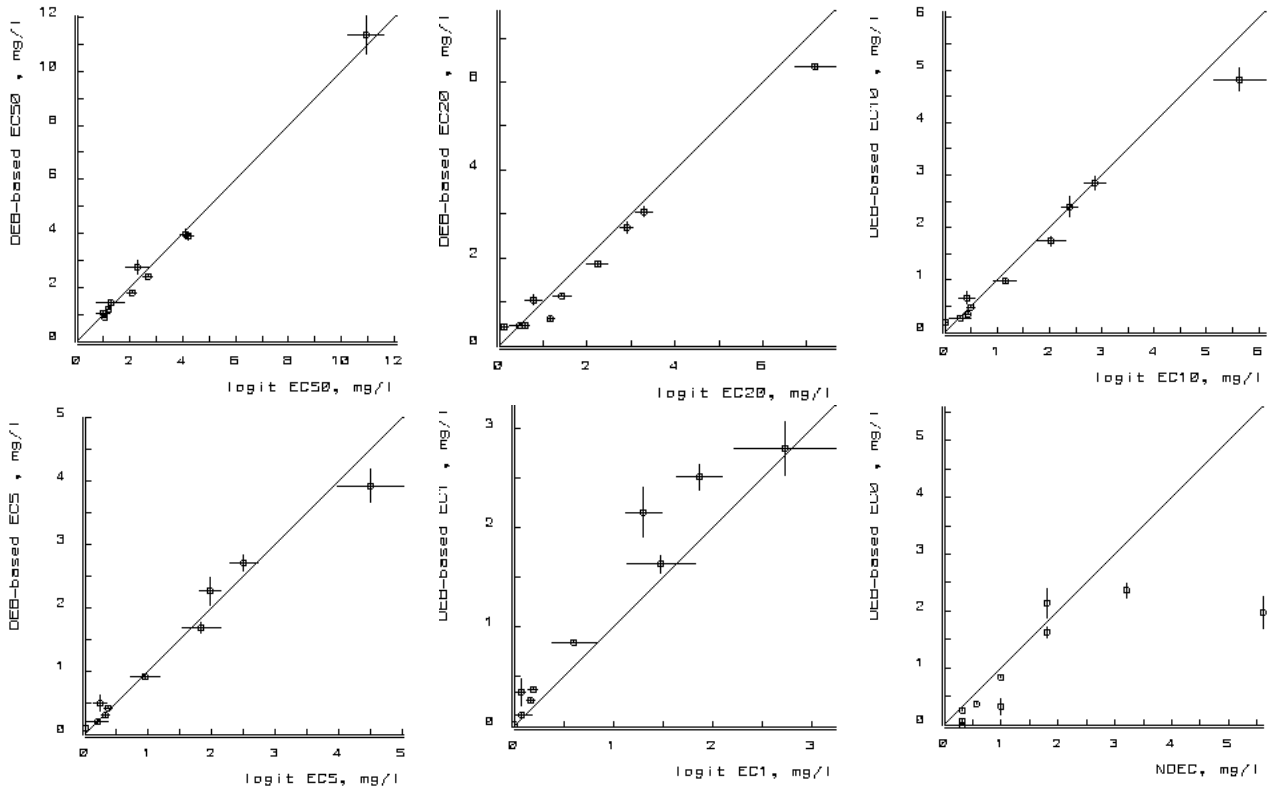 DEB-based EC50 , mg/l
12
10
8
6
4
2
0
0 2 4 6 8 10 12
logit EC50, mg/l
DEB-based EC20 , mg/l
4
2
0
0 2 4 6
logit EC20, mg/l
DEB-based EC10 , mg/l
6
5
4
3
2
1
0
0 1 2 3 4 5 6
logit EC10, mg/l
DEB-based EC5 , mg/l
5
4
3
2
1
0
0 1 2 3 4 5
logit EC5, mg/l
DEB-based EC1 , mg/l
3
2
1
0
0 1 2 3
logit EC1, mg/l
DEB-based EC0 , mg/l
5
4
3
2
1
0
0 1 2 3 4 5
NOEC, mg/l